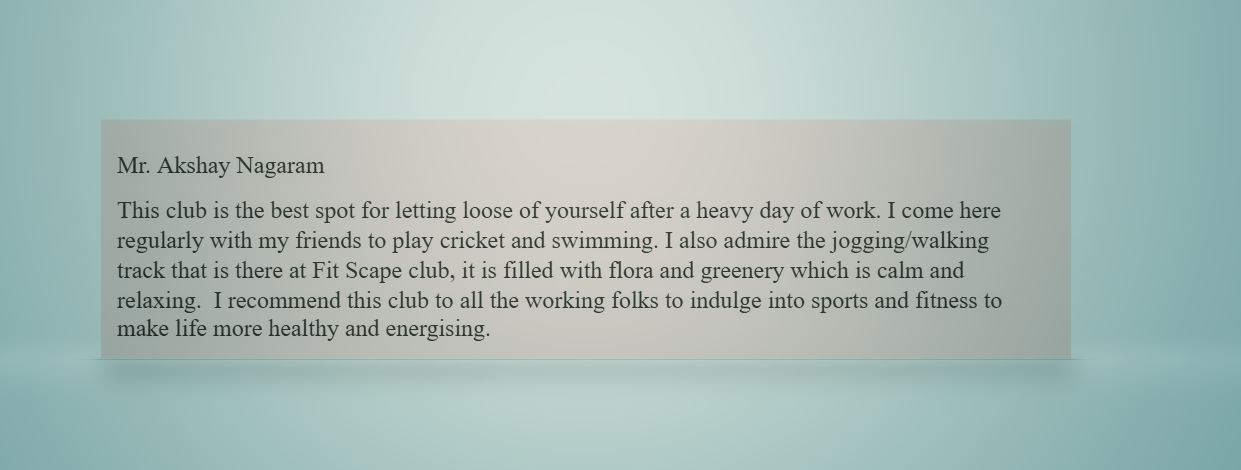 Mr. Akshay Nagaram
This club is the best spot for letting loose of yourself after a heavy day of work. I come here
regularly with my friends to play cricket and swimming. I also admire the jogging/walking
track that is there at Fit Scape club, it is filled with flora and greenery which is calm and
relaxing.  I recommend this club to all the working folks to indulge into sports and fitness to
make life more healthy and energising.